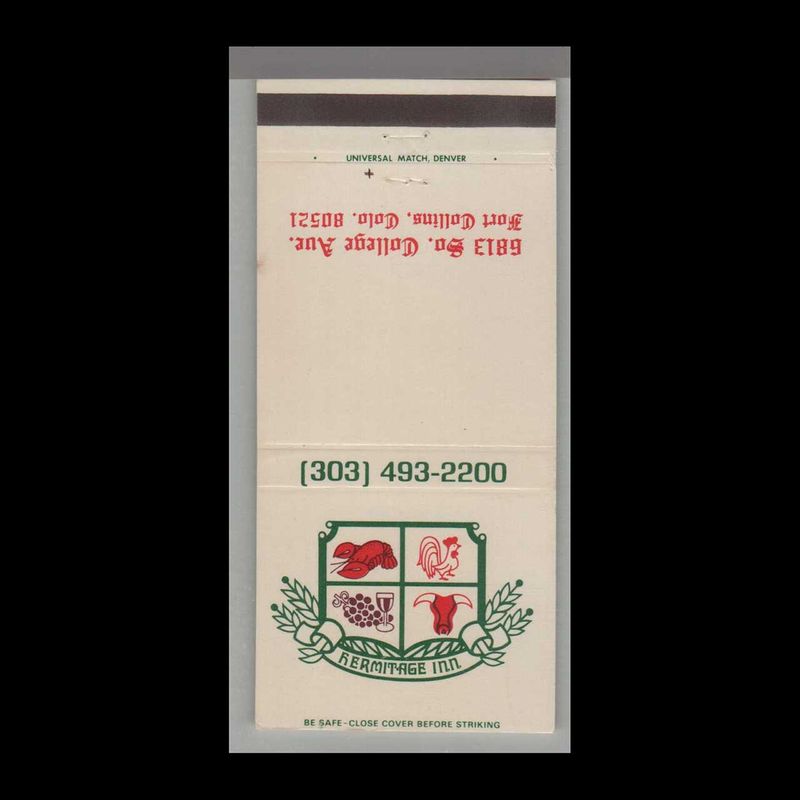 UNIVERSAL MATCH, DENVER
6813 So. College Ave.
Fort Collins, Colo. 80521
(303) 493-2200
HERMITAGE INN
BE SAFE-CLOSE COVER BEFORE STRIKING